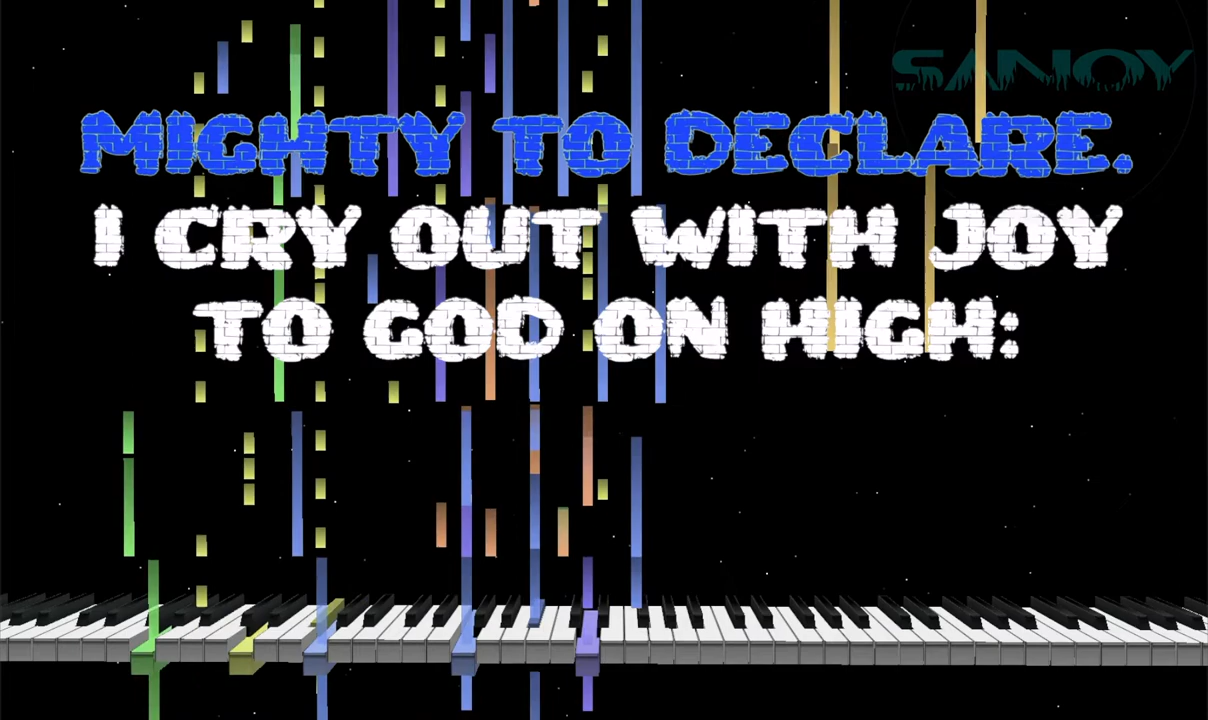 SANOY
MIGHTY TO DECLARE.
I CRY OUT WITH JOY
TO GOD ON HIGH: